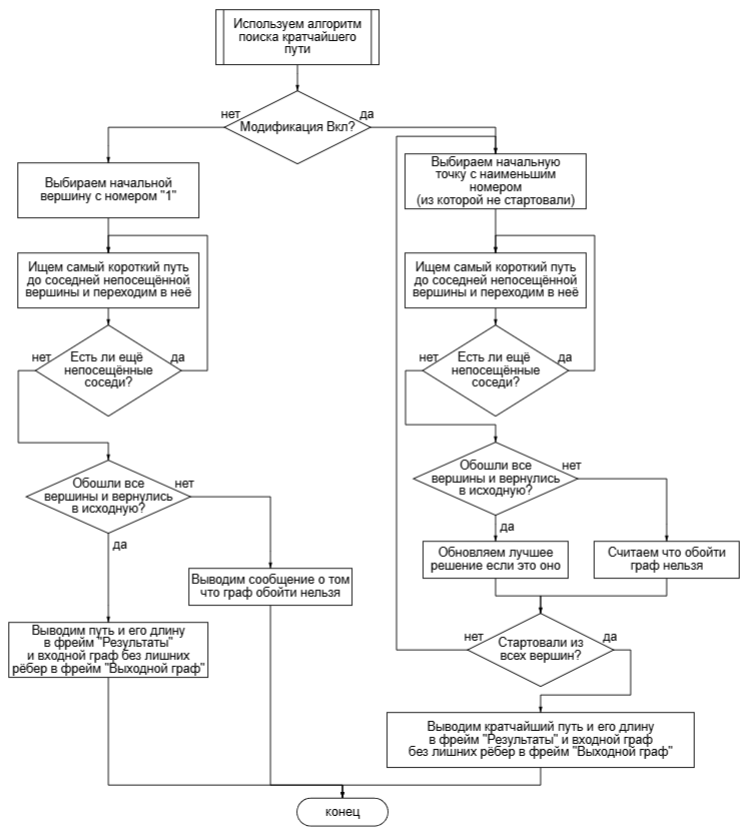 Используем алгоритм
поиска кратчайшего
пути
нет
да
Модификация Вкл?
Выбираем начальной
вершину с номером "1"
Ищем самый короткий путь
до соседней непосещённой
вершины и переходим в неё
нет
да
Есть ли ещё
непосещённые
соседи?
Обошли все
вершины и вернулись
в исходную?
нет
да
Выводим сообщение о том
что граф обойти нельзя
Выводим путь и его длину
в фрейм "Результаты"
и входной граф без лишних
рёбер в фрейм "Выходной граф"
Выбираем начальную
точку с наименьшим
номером
(из которой не стартовали)
Ищем самый короткий путь
до соседней непосещённой
вершины и переходим в неё
нет
да
Есть ли ещё
непосещённые
соседи?
Обошли все
вершины и вернулись
в исходную?
нет
да
Обновляем лучшее
решение если это оно
Считаем что обойти
граф нельзя
нет
да
Стартовали из
всех вершин?
Выводим кратчайший путь и его длину
в фрейм "Результаты" и входной граф
без лишних рёбер в фрейм "Выходной граф"
конец